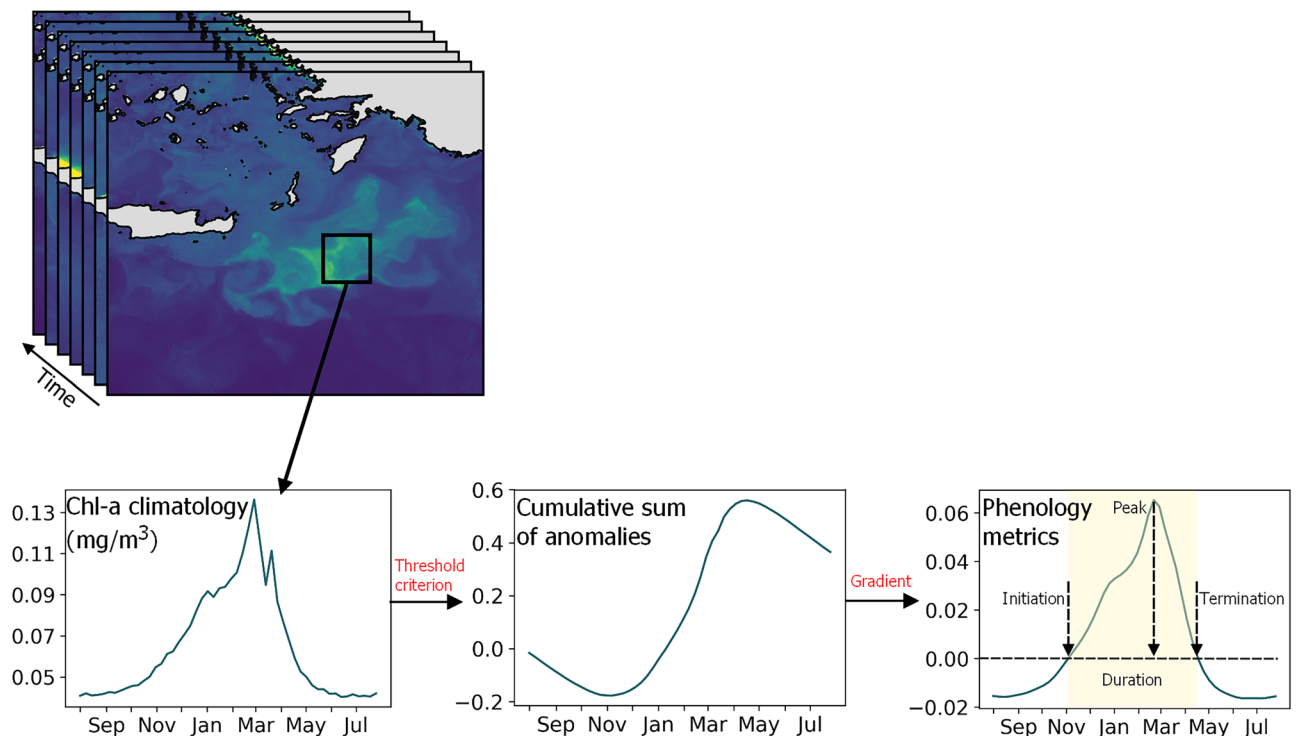 Time
Chl-a climatology
(mg/m³)
0.13
0.11
0.09
0.07
0.05
Sep Nov Jan Mar May Jul
Threshold
criterion
Cumulative sum
of anomalies
0.6
0.4
0.2
0.0
−0.2
Sep Nov Jan Mar May Jul
Gradient
Phenology
metrics
Peak
Initiation
Termination
Duration
0.06
0.04
0.02
0.00
−0.02
Sep Nov Jan Mar May Jul